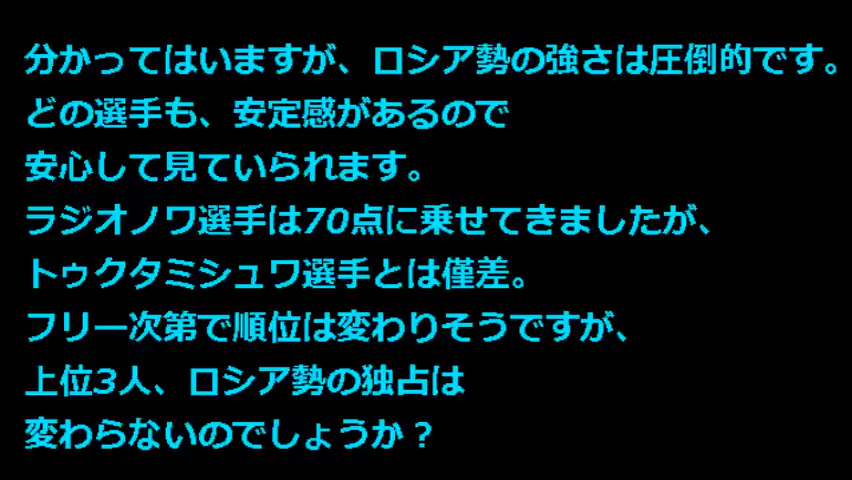 分かってはいますが、ロシア勢の強さは圧倒的です。
どの選手も、安定感があるので
安心して見ていられます。
ラジオノワ選手は70点に乗せてきましたが、
トゥクタミシュワ選手とは僅差。
フリー次第で順位は変わりそうですが、
上位3人、ロシア勢の独占は
変わらないのでしょうか？